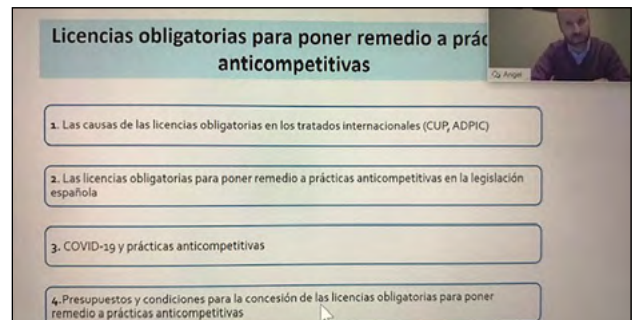 Licencias obligatorias para poner remedio a prác
anticompetitivas
Angel
1. Las causas de las licencias obligatorias en los tratados internacionales (CUP, ADPIC)
2. Las licencias obligatorias para poner remedio a prácticas anticompetitivas en la legislación
española
3. COVID-19 y prácticas anticompetitivas
4.Presupuestos y condiciones para la concesión de las licencias obligatorias para poner
remedio a prácticas anticompetitivas